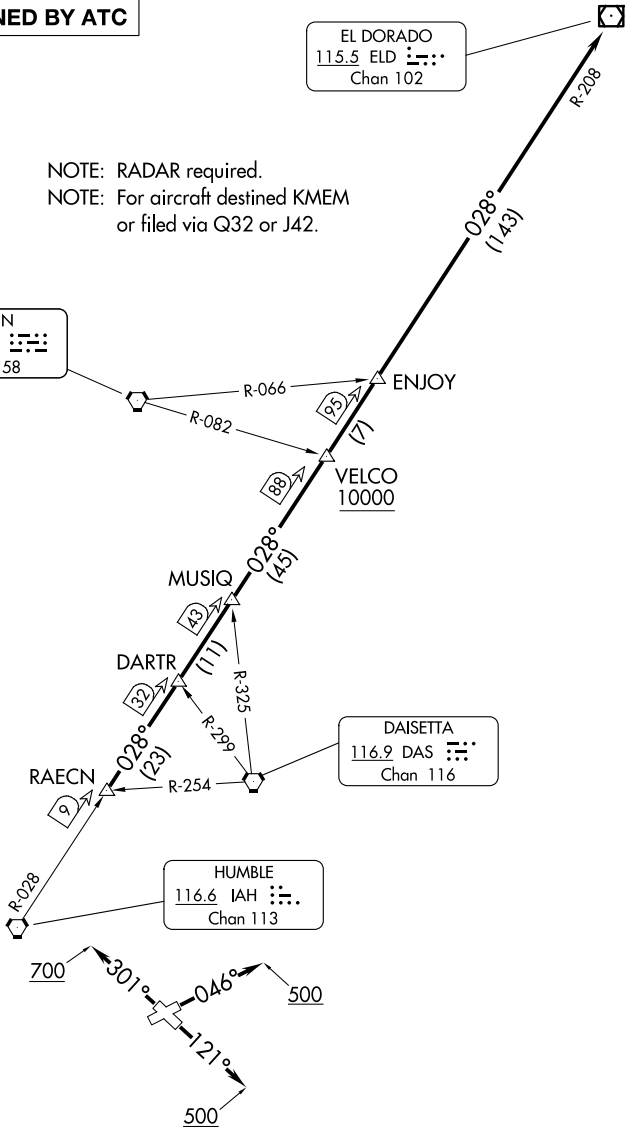 NED BY ATC
EL DORADO
115.5 ELD
Chan 102
R-208
NOTE: RADAR required.
NOTE: For aircraft destined KMEM
or filed via Q32 or J42.
028°
(143)
N
58
R-066
ENJOY
95
R-082
(7)
VELCO
10000
88
028°
(45)
MUSIQ
43
(11)
DARTR
R-325
32
R-299
028°
(23)
DAISETTA
116.9 DAS
Chan 116
RAECN
R-254
9
R-028
HUMBLE
116.6 IAH
Chan 113
700
301°
046°
500
121°
500